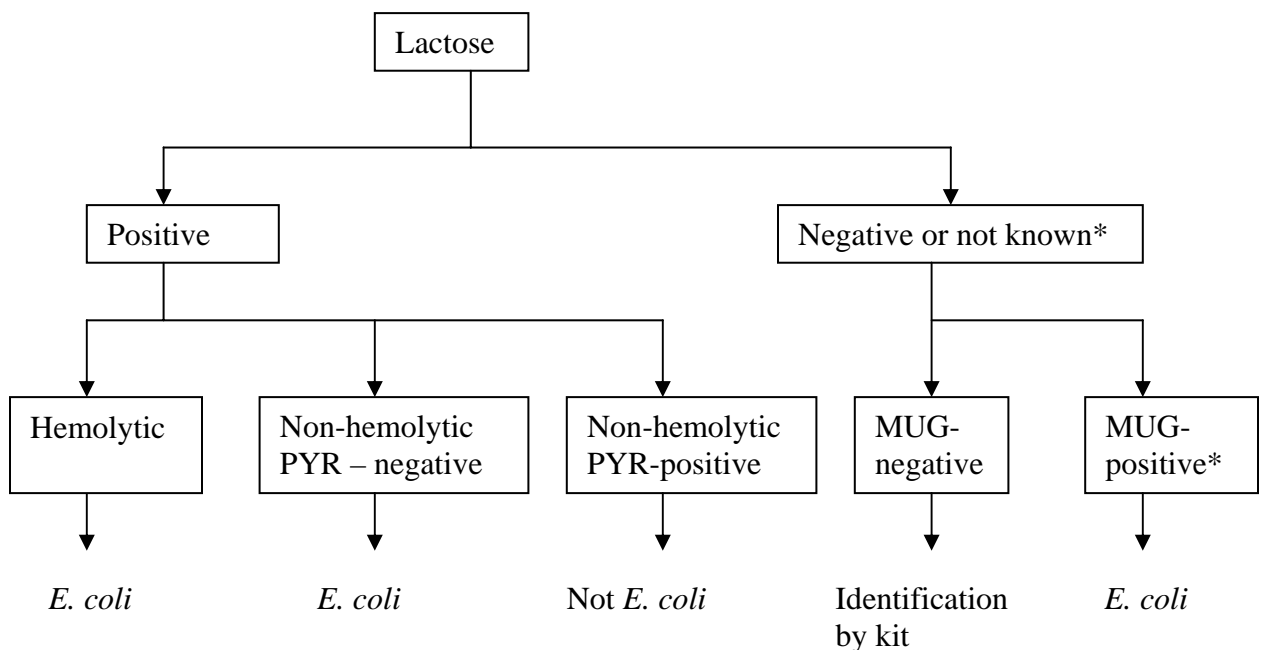 Lactose
Positive
Negative or not known*
Hemolytic
Non-hemolytic
PYR – negative
Non-hemolytic
PYR-positive
MUG-
negative
MUG-
positive*
E. coli
E. coli
Not E. coli
Identification
by kit
E. coli